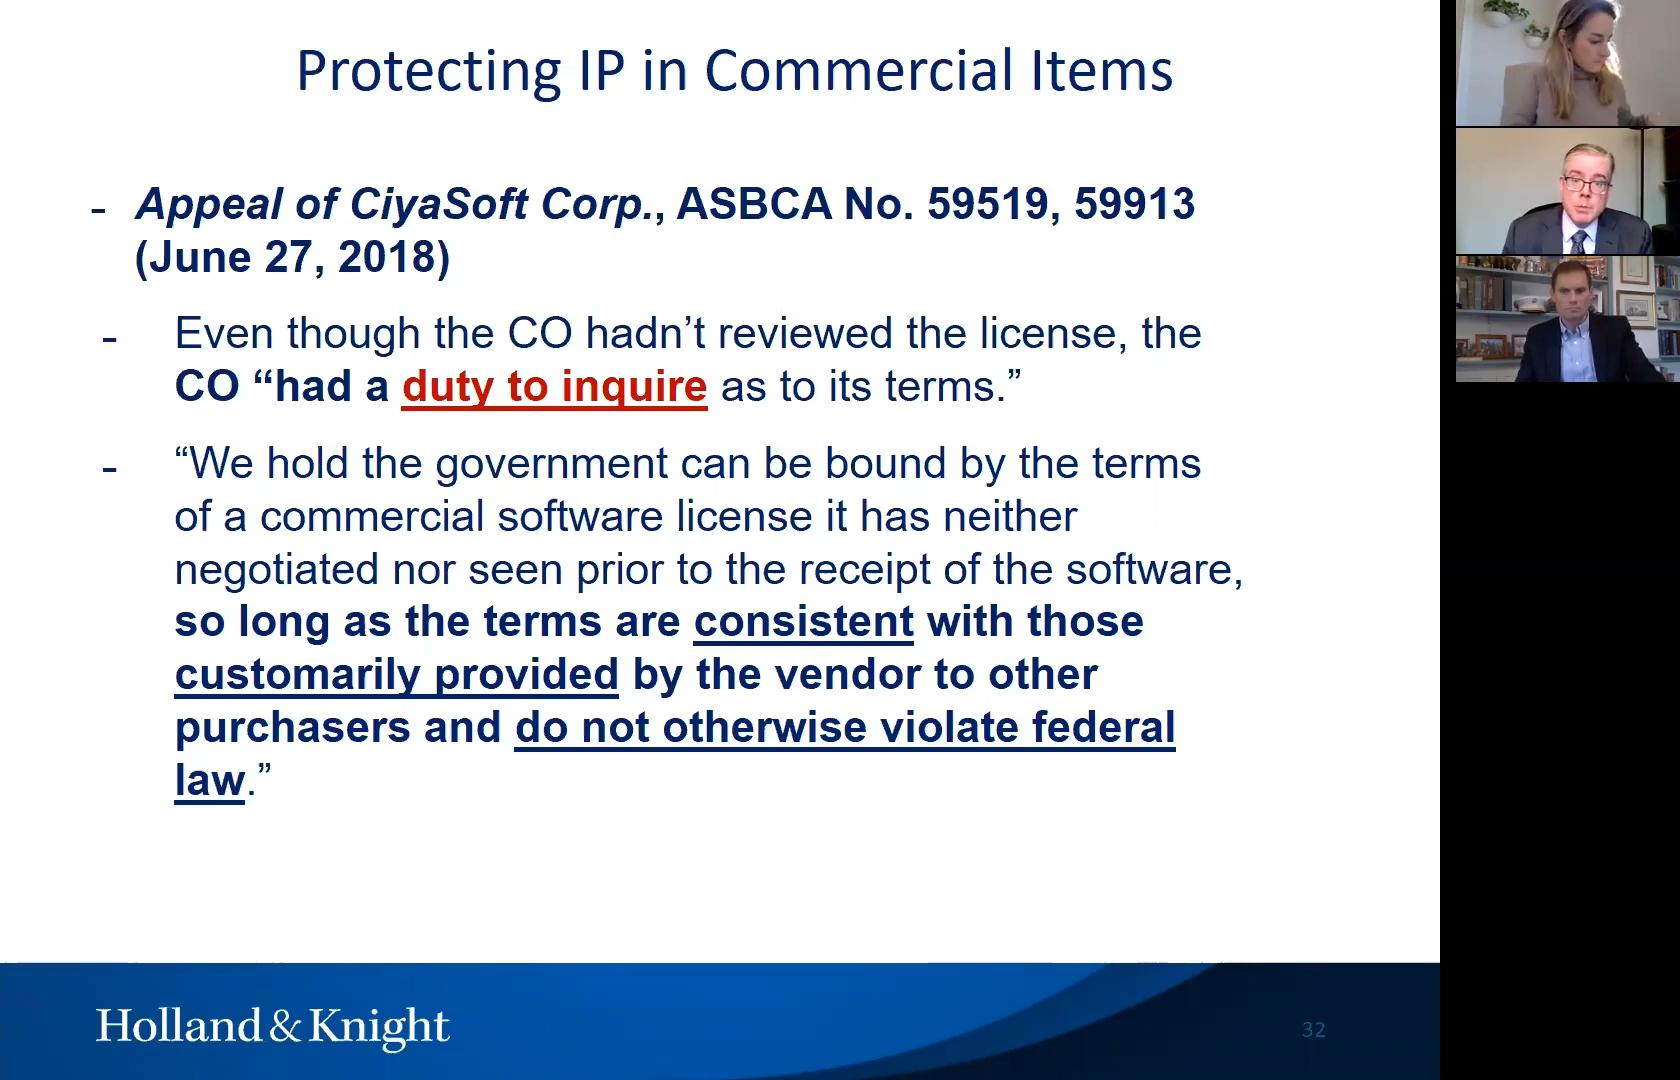 Protecting IP in Commercial Items
- Appeal of CiyaSoft Corp., ASBCA No. 59519, 59913
(June 27, 2018)
- Even though the CO hadn’t reviewed the license, the
CO “had a duty to inquire as to its terms.”
- “We hold the government can be bound by the terms
of a commercial software license it has neither
negotiated nor seen prior to the receipt of the software,
so long as the terms are consistent with those
customarily provided by the vendor to other
purchasers and do not otherwise violate federal
law.”
Holland & Knight
32